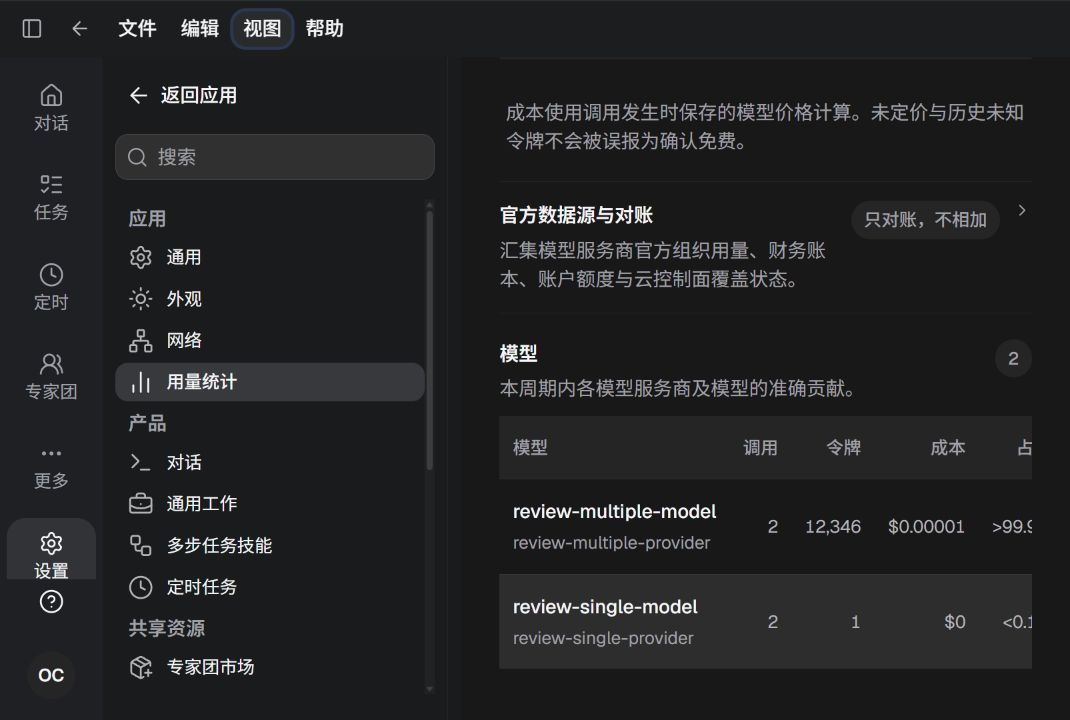 文件 编辑 视图 帮助
对话
任务
定时
专家团
更多
设置
OC
返回应用
搜索
应用
通用
外观
网络
用量统计
产品
对话
通用工作
多步任务技能
定时任务
共享资源
专家团市场
成本使用调用发生时保存的模型价格计算。未定价与历史未知
令牌不会被误报为确认免费。
官方数据源与对账
只对账，不相加
汇集模型服务商官方组织用量、财务账
本、账户额度与云控制面覆盖状态。
模型
2
本周期内各模型服务商及模型的准确贡献。
模型 调用 令牌 成本 占
review-multiple-model
review-multiple-provider
2 12,346 $0.00001 >99.9
review-single-model
review-single-provider
2 1 $0 <0.1